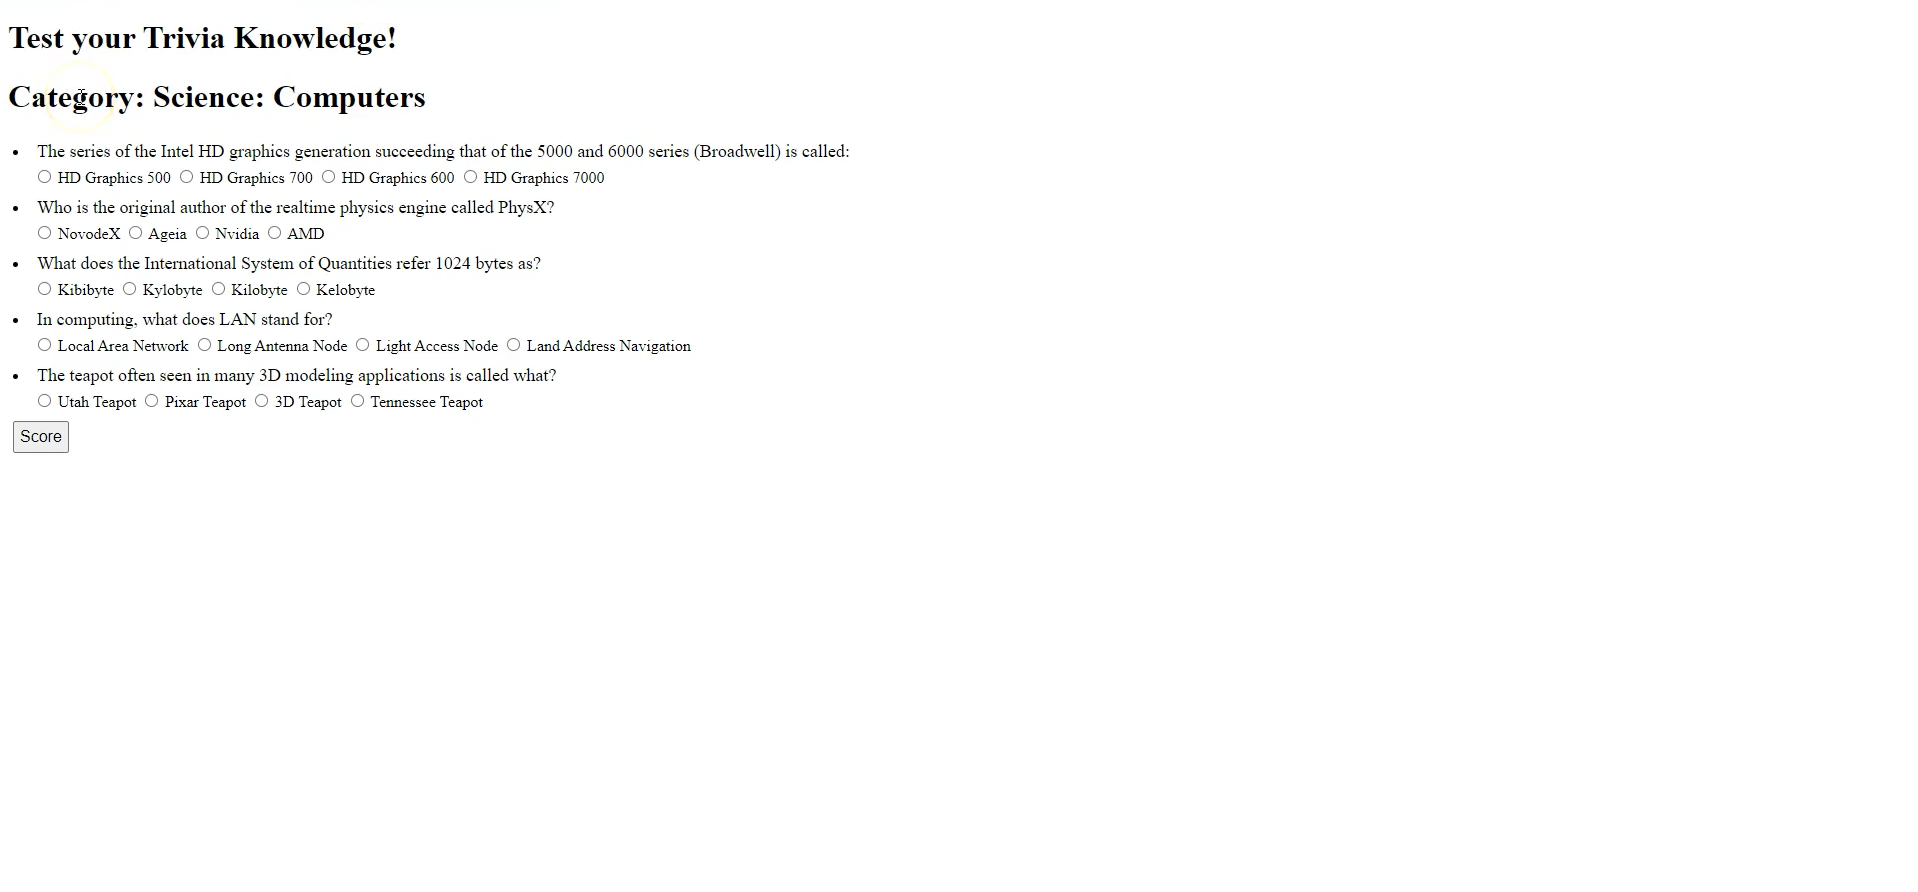 Test your Trivia Knowledge!
Category: Science: Computers
The series of the Intel HD graphics generation succeeding that of the 5000 and 6000 series (Broadwell) is called:
HD Graphics 500 HD Graphics 700 HD Graphics 600 HD Graphics 7000
Who is the original author of the realtime physics engine called PhysX?
NovodeX Ageia Nvidia AMD
What does the International System of Quantities refer 1024 bytes as?
Kibibyte Kylobyte Kilobyte Kelobyte
In computing, what does LAN stand for?
Local Area Network Long Antenna Node Light Access Node Land Address Navigation
The teapot often seen in many 3D modeling applications is called what?
Utah Teapot Pixar Teapot 3D Teapot Tennessee Teapot
Score